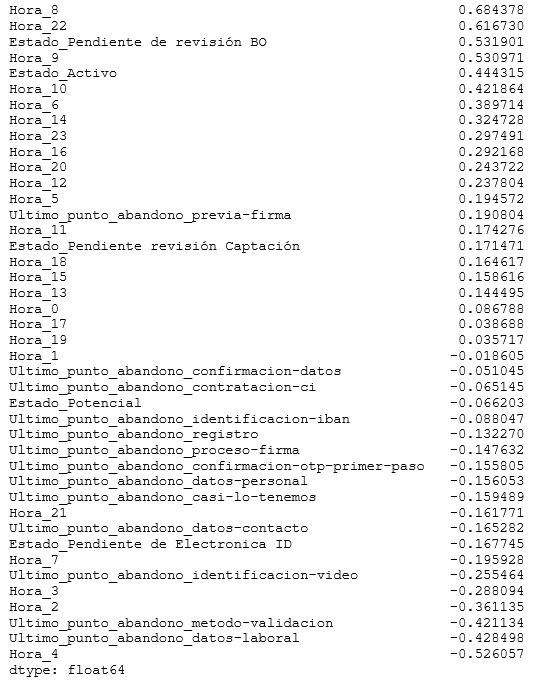 Hora_8 0.684378
Hora_22 0.616730
Estado_Pendiente de revisión BO 0.531901
Hora_9 0.530971
Estado_Activo 0.444315
Hora_10 0.421864
Hora_6 0.389714
Hora_14 0.324728
Hora_23 0.297491
Hora_16 0.292168
Hora_20 0.243722
Hora_12 0.237804
Hora_5 0.194572
Ultimo_punto_abandono_previa-firma 0.190804
Hora_11 0.174276
Estado_Pendiente revisión Captación 0.171471
Hora_18 0.164617
Hora_15 0.158616
Hora_13 0.144495
Hora_0 0.086788
Hora_17 0.038688
Hora_19 0.035717
Hora_1 -0.018605
Ultimo_punto_abandono_confirmacion-datos -0.051045
Ultimo_punto_abandono_contratacion-ci -0.065145
Estado_Potencial -0.066203
Ultimo_punto_abandono_identificacion-iban -0.088047
Ultimo_punto_abandono_registro -0.132270
Ultimo_punto_abandono_proceso-firma -0.147632
Ultimo_punto_abandono_confirmacion-otp-primer-paso -0.155805
Ultimo_punto_abandono_datos-personal -0.156053
Ultimo_punto_abandono_casi-lo-tenemos -0.159489
Hora_21 -0.161771
Ultimo_punto_abandono_datos-contacto -0.165282
Estado_Pendiente de Electronica ID -0.167745
Hora_7 -0.195928
Ultimo_punto_abandono_identificacion-video -0.255464
Hora_3 -0.288094
Hora_2 -0.361135
Ultimo_punto_abandono_metodo-validacion -0.421134
Ultimo_punto_abandono_datos-laboral -0.428498
Hora_4 -0.526057
dtype: float64